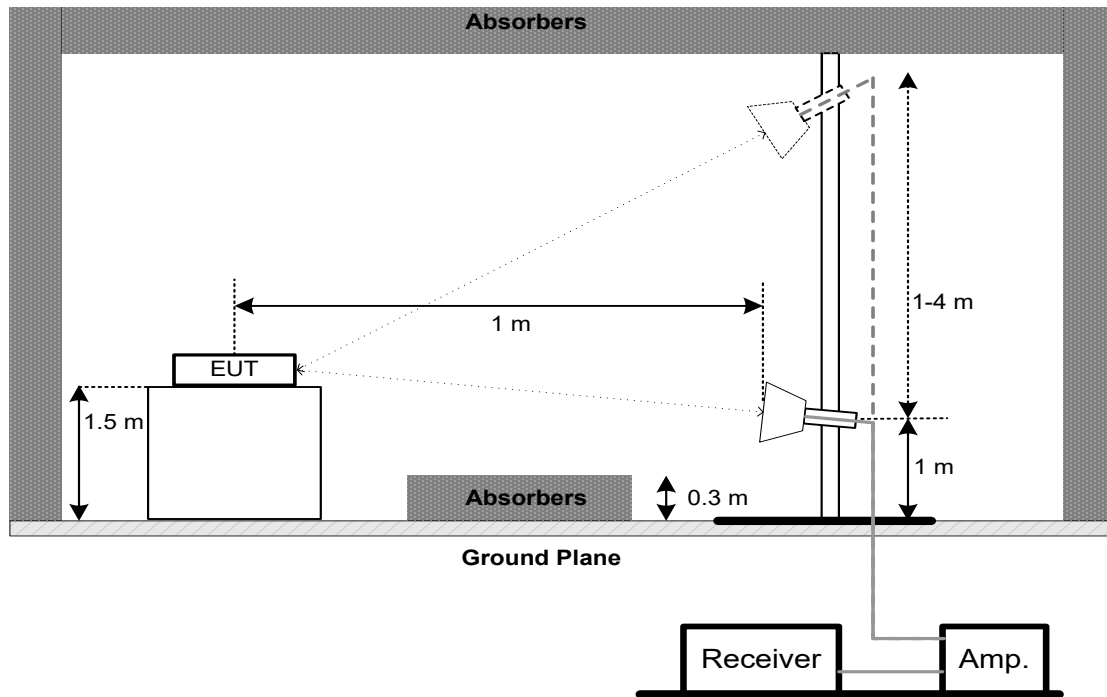 Absorbers
1-4 m
1 m
EUT
1.5 m
1 m
Absorbers
0.3 m
Ground Plane
Receiver
Amp.